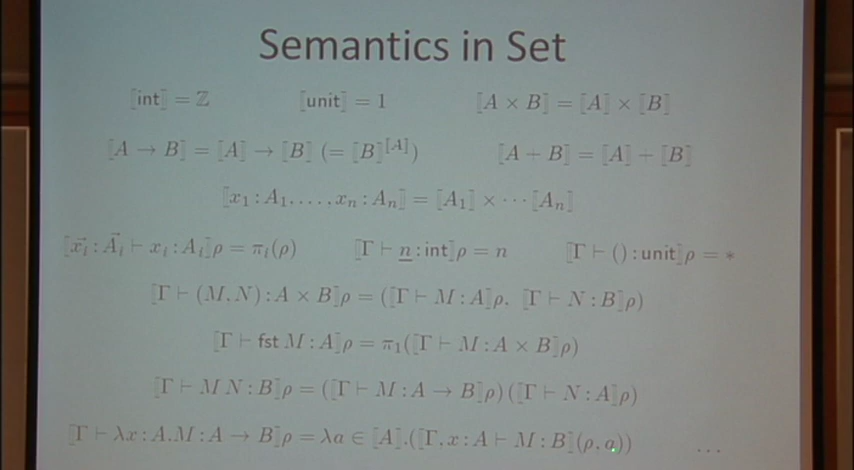 Semantics in Set
⟦int⟧ = ℤ ⟦unit⟧ = 1 ⟦A × B⟧ = ⟦A⟧ × ⟦B⟧
⟦A → B⟧ = ⟦A⟧ → ⟦B⟧ (= ⟦B⟧^⟦A⟧) ⟦A + B⟧ = ⟦A⟧ + ⟦B⟧
⟦x₁ : A₁, . . . , xₙ : Aₙ⟧ = ⟦A₁⟧ × · · · ⟦Aₙ⟧
⟦x⃗ᵢ : A⃗ᵢ ⊢ xᵢ : Aᵢ⟧ρ = πᵢ(ρ) ⟦Γ ⊢ n̲ : int⟧ρ = n ⟦Γ ⊢ () : unit⟧ρ = *
⟦Γ ⊢ (M, N) : A × B⟧ρ = (⟦Γ ⊢ M : A⟧ρ, ⟦Γ ⊢ N : B⟧ρ)
⟦Γ ⊢ fst M : A⟧ρ = π₁(⟦Γ ⊢ M : A × B⟧ρ)
⟦Γ ⊢ M N : B⟧ρ = (⟦Γ ⊢ M : A → B⟧ρ) (⟦Γ ⊢ N : A⟧ρ)
⟦Γ ⊢ λx : A.M : A → B⟧ρ = λa ∈ ⟦A⟧.(⟦Γ, x : A ⊢ M : B⟧(ρ, a)) . . .